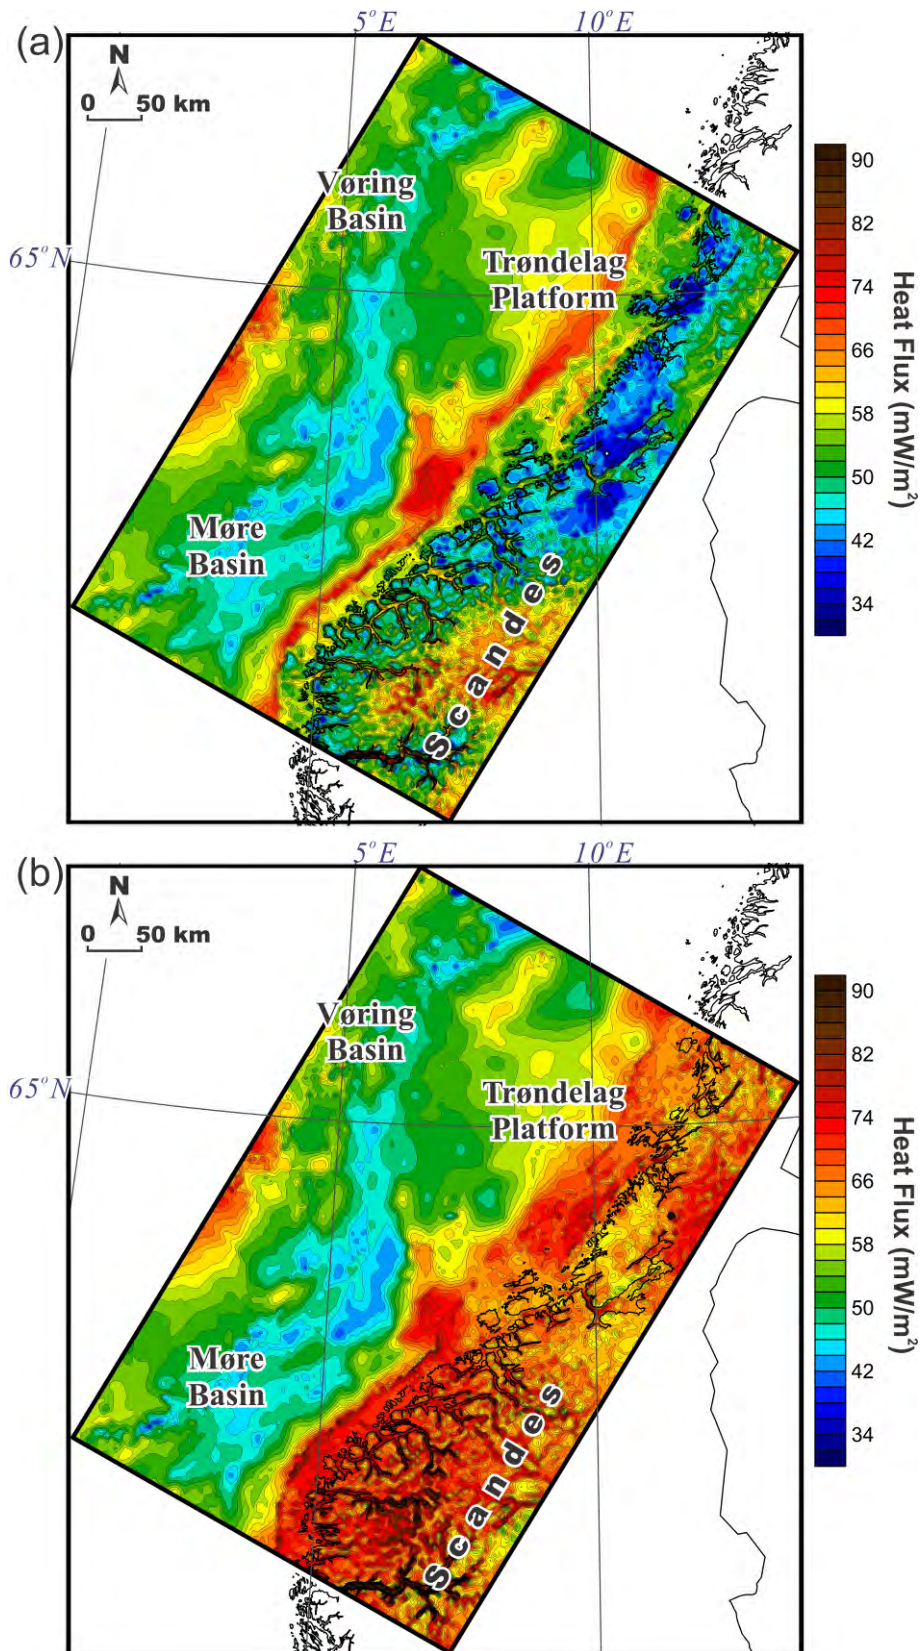 (a)
5°E
10°E
N
0 50 km
Vøring
Basin
65°N
Trøndelag
Platform
Møre
Basin
Scandes
90
82
74
66
58
50
42
34
Heat Flux (mW/m²)
(b)
5°E
10°E
N
0 50 km
Vøring
Basin
65°N
Trøndelag
Platform
Møre
Basin
Scandes
90
82
74
66
58
50
42
34
Heat Flux (mW/m²)